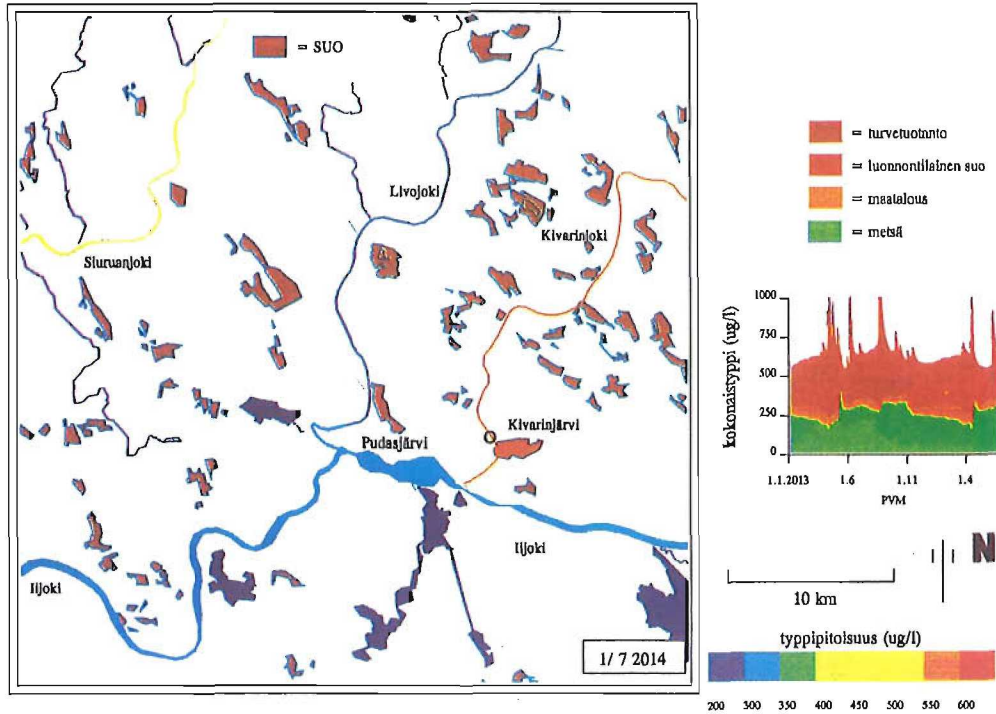 = SUO
Livojoki
Kivarinjoki
Siuruanjoki
Kivarinjärvi
Pudasjärvi
Iijoki
Iijoki
1/ 7 2014
= turvetuotanto
= luonnontilainen suo
= maatalous
= metsä
kokonaistyppi (ug/l)
1000
750
500
250
0
1.1.2013
1.6
1.11
1.4
PVM
N
10 km
typpipitoisuus (ug/l)
200 300 350 400 450 500 550 600